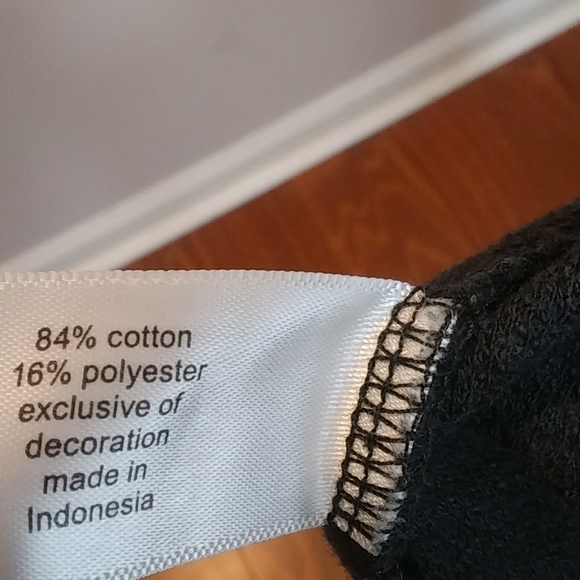 84% cotton
16% polyester
exclusive of
decoration
made in
Indonesia